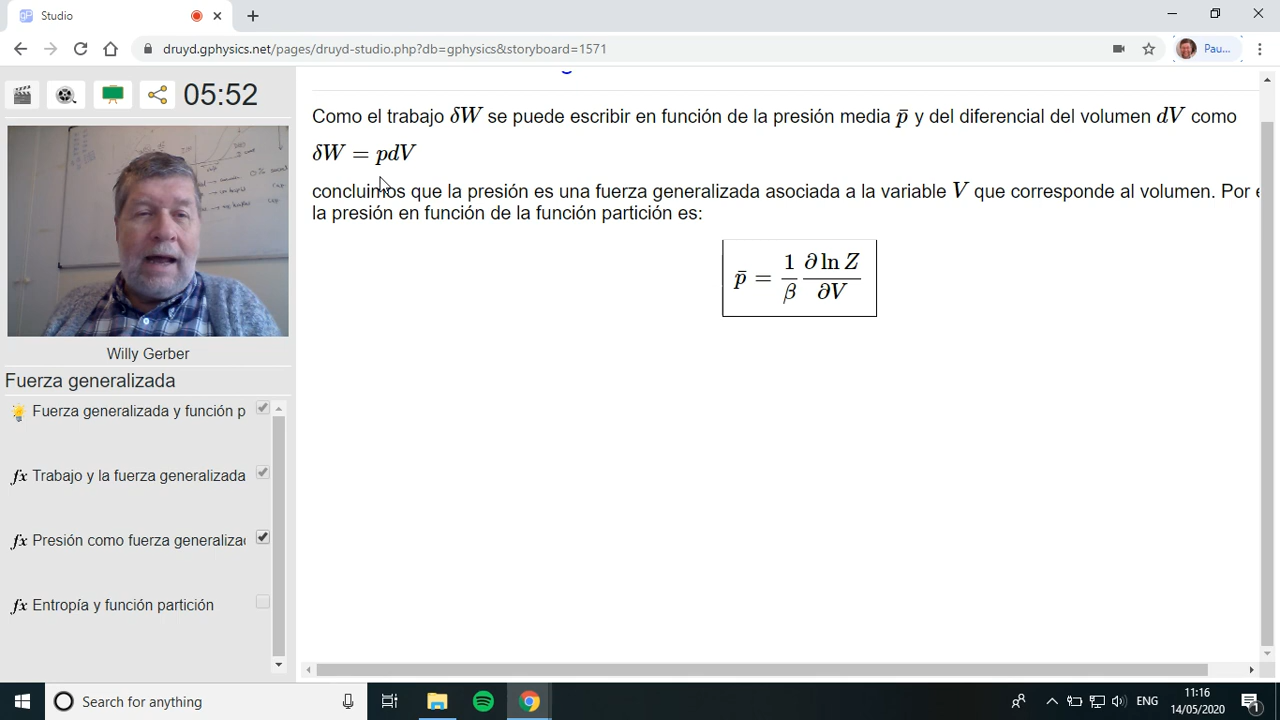 Studio
druyd.gphysics.net/pages/druyd-studio.php?db=gphysics&storyboard=1571
Pau...
05:52
Willy Gerber
Fuerza generalizada
Fuerza generalizada y función p
fx Trabajo y la fuerza generalizada
fx Presión como fuerza generaliza
fx Entropía y función partición
Como el trabajo δW se puede escribir en función de la presión media p̄ y del diferencial del volumen dV como
δW = pdV
concluimos que la presión es una fuerza generalizada asociada a la variable V que corresponde al volumen. Por e
la presión en función de la función partición es:
p̄ = 1/β ∂ ln Z/∂V
Search for anything
ENG
11:16
14/05/2020
1